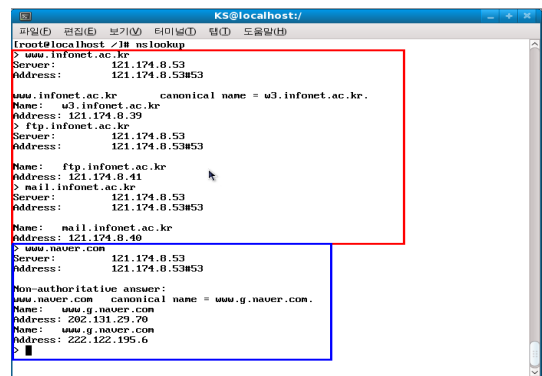 KS@localhost:/
파일(F) 편집(E) 보기(V) 터미널(T) 탭(T) 도움말(H)
[root@localhost /]# nslookup
> www.infonet.ac.kr
Server: 121.174.8.53
Address: 121.174.8.53#53
www.infonet.ac.kr canonical name = w3.infonet.ac.kr.
Name: w3.infonet.ac.kr
Address: 121.174.8.39
> ftp.infonet.ac.kr
Server: 121.174.8.53
Address: 121.174.8.53#53
Name: ftp.infonet.ac.kr
Address: 121.174.8.41
> mail.infonet.ac.kr
Server: 121.174.8.53
Address: 121.174.8.53#53
Name: mail.infonet.ac.kr
Address: 121.174.8.40
> www.naver.com
Server: 121.174.8.53
Address: 121.174.8.53#53
Non-authoritative answer:
www.naver.com canonical name = www.g.naver.com.
Name: www.g.naver.com
Address: 202.131.29.70
Name: www.g.naver.com
Address: 222.122.195.6
>